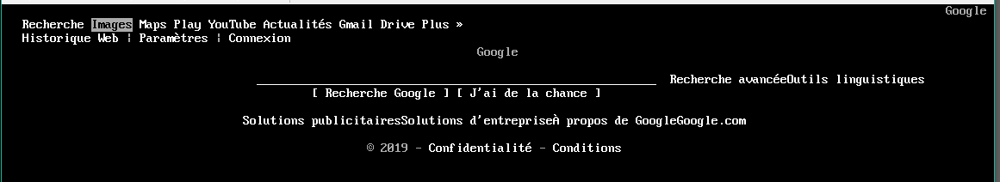 Google
Recherche Images Maps Play YouTube Actualités Gmail Drive Plus »
Historique Web | Paramètres | Connexion
Google
Recherche avancéeOutils linguistiques
[ Recherche Google ] [ J'ai de la chance ]
Solutions publicitairesSolutions d'entrepriseÀ propos de GoogleGoogle.com
© 2019 - Confidentialité - Conditions